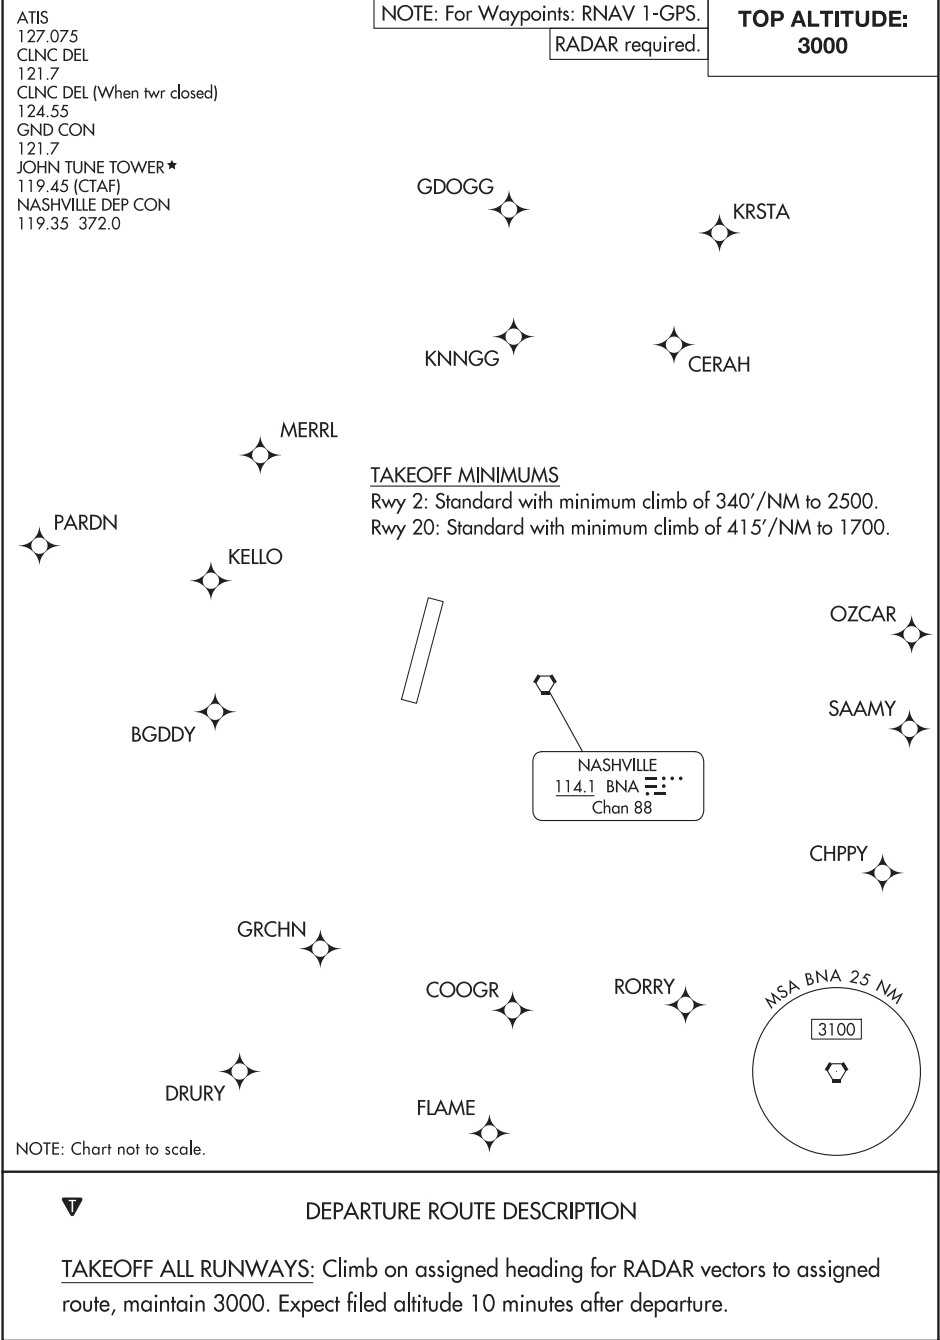 ATIS
127.075
CLNC DEL
121.7
CLNC DEL (When twr closed)
124.55
GND CON
121.7
JOHN TUNE TOWER★
119.45 (CTAF)
NASHVILLE DEP CON
119.35 372.0
NOTE: For Waypoints: RNAV 1-GPS.
RADAR required.
TOP ALTITUDE:
3000
GDOGG
KRSTA
KNNGG
CERAH
MERRL
TAKEOFF MINIMUMS
Rwy 2: Standard with minimum climb of 340'/NM to 2500.
Rwy 20: Standard with minimum climb of 415'/NM to 1700.
PARDN
KELLO
OZCAR
SAAMY
BGDDY
NASHVILLE
114.1 BNA
Chan 88
CHPPY
GRCHN
COOGR
RORRY
MSA BNA 25 NM
3100
DRURY
FLAME
NOTE: Chart not to scale.
T
DEPARTURE ROUTE DESCRIPTION
TAKEOFF ALL RUNWAYS: Climb on assigned heading for RADAR vectors to assigned
route, maintain 3000. Expect filed altitude 10 minutes after departure.